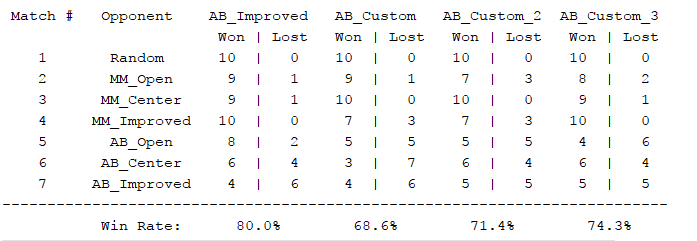 Match #   Opponent    AB_Improved   AB_Custom   AB_Custom_2  AB_Custom_3
Won | Lost   Won | Lost   Won | Lost   Won | Lost
1   Random   10 | 0   10 | 0   10 | 0   10 | 0
2   MM_Open   9 | 1   9 | 1   7 | 3   8 | 2
3   MM_Center   9 | 1   10 | 0   10 | 0   9 | 1
4   MM_Improved   10 | 0   7 | 3   7 | 3   10 | 0
5   AB_Open   8 | 2   5 | 5   5 | 5   4 | 6
6   AB_Center   6 | 4   3 | 7   6 | 4   6 | 4
7   AB_Improved   4 | 6   4 | 6   5 | 5   5 | 5
--------------------------------------------------------------------------
Win Rate:   80.0%   68.6%   71.4%   74.3%